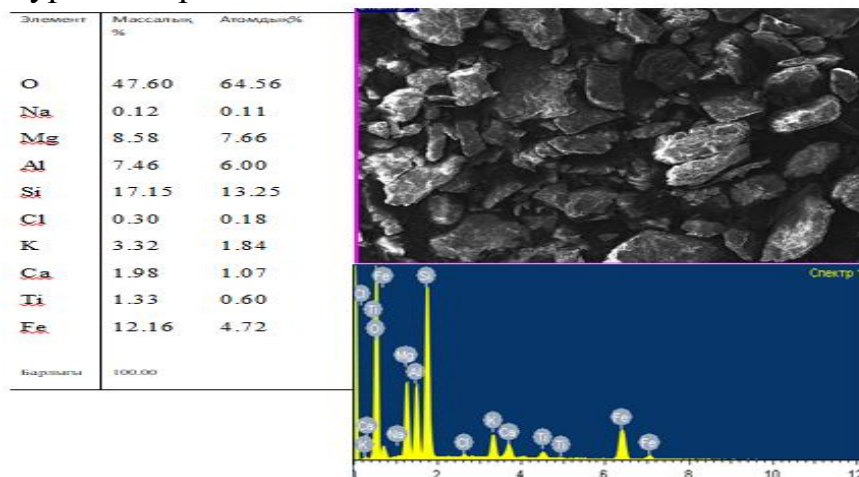 Элемент Массалық Атомдық%
%
O 47.60 64.56
Na 0.12 0.11
Mg 8.58 7.66
Al 7.46 6.00
Si 17.15 13.25
Cl 0.30 0.18
K 3.32 1.84
Ca 1.98 1.07
Ti 1.33 0.60
Fe 12.16 4.72
Барлығы 100.00
Спектр
Fe Si
Cl
Ti
O
Mg
Al
Ca K Fe
K Na Cl Ca Ti Ti Fe
2 4 6 8 10 12